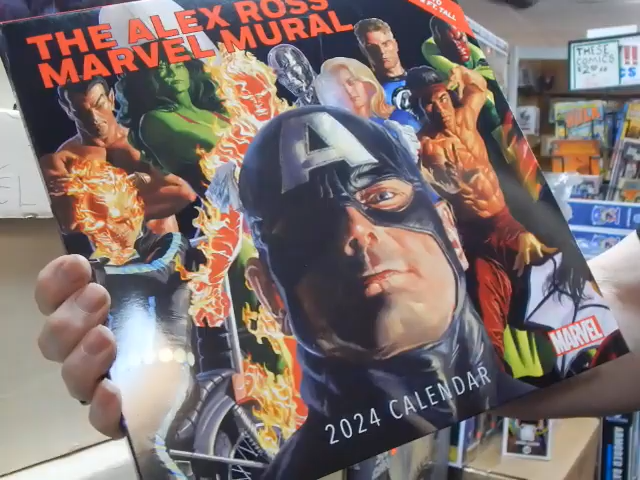 THE ALEX ROSS
MARVEL MURAL
2024 CALENDAR
MARVEL
THESE
COMICS